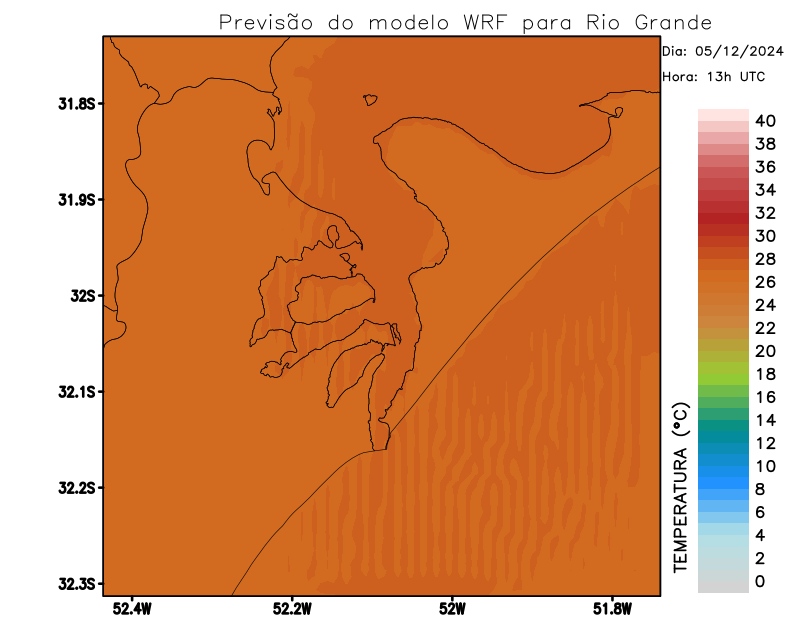 Previsão do modelo WRF para Rio Grande
Dia: 05/12/2024
Hora: 13h UTC
31.8S
31.9S
32S
32.1S
32.2S
32.3S
52.4W
52.2W
52W
51.8W
40
38
36
34
32
30
28
26
24
22
20
18
16
14
12
10
8
6
4
2
0
TEMPERATURA (°C)